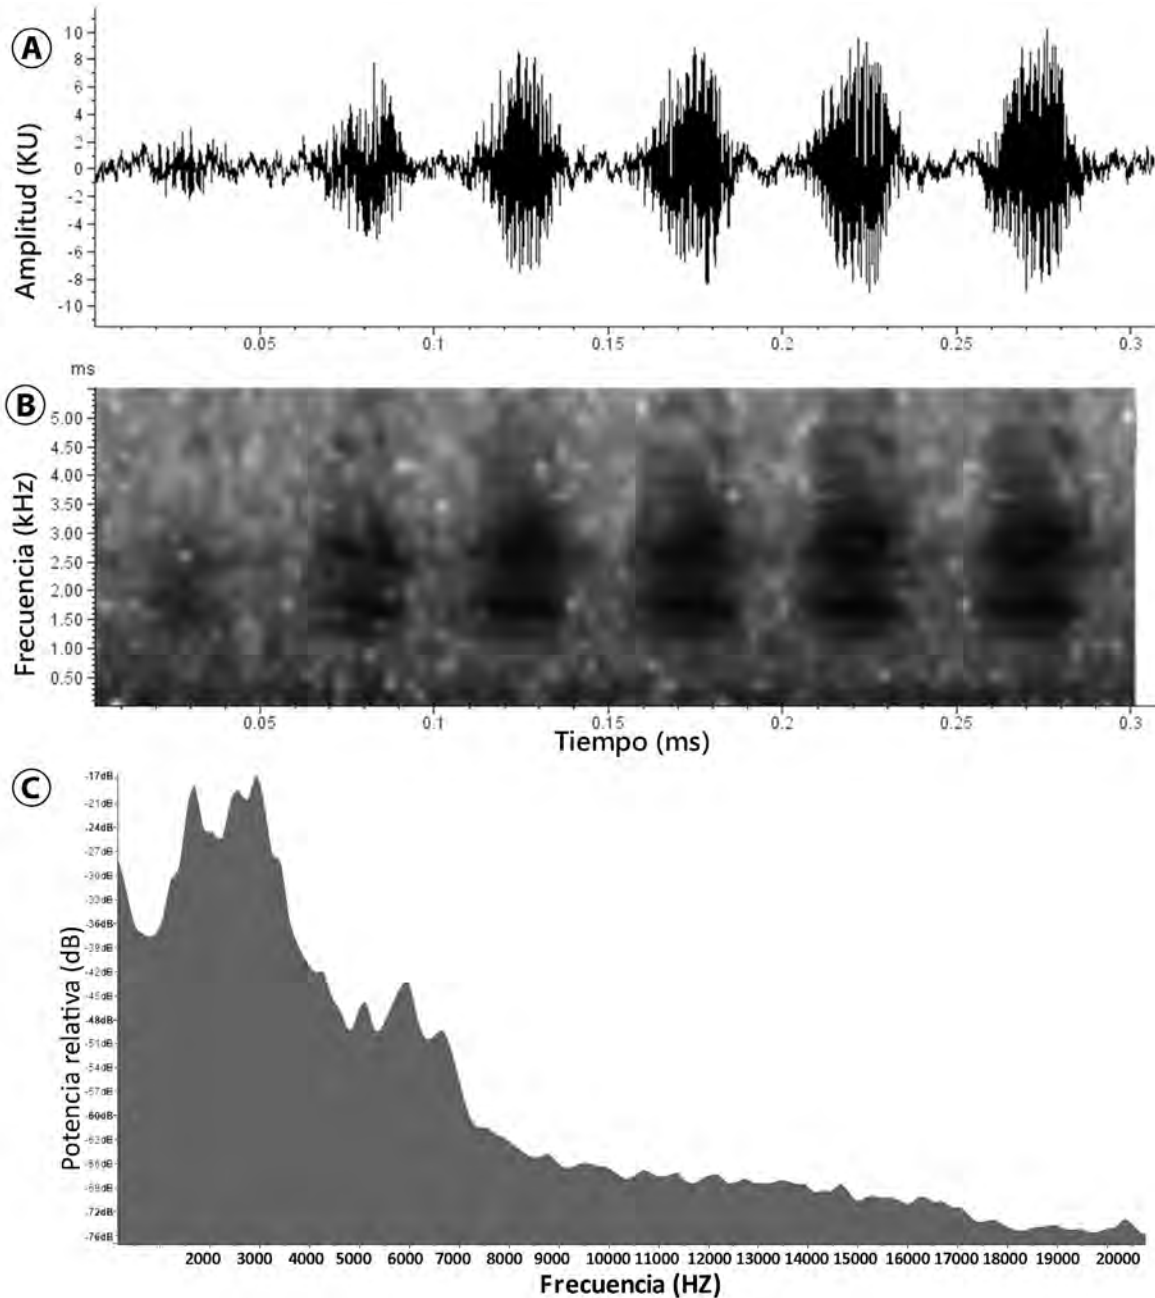 A
Amplitud (KU)
10
8
6
4
2
0
-2
-4
-6
-8
-10
0.05
0.1
0.15
0.2
0.25
0.3
ms
B
Frecuencia (kHz)
5.00
4.50
4.00
3.50
3.00
2.50
2.00
1.50
1.00
0.50
0.05
0.1
0.15
0.2
0.25
0.3
Tiempo (ms)
C
Potencia relativa (dB)
-17dB
-21dB
-24dB
-27dB
-30dB
-33dB
-36dB
-39dB
-42dB
-45dB
-48dB
-51dB
-54dB
-57dB
-60dB
-63dB
-66dB
-69dB
-72dB
-76dB
2000
3000
4000
5000
6000
7000
8000
9000
10000
11000
12000
13000
14000
15000
16000
17000
18000
19000
20000
Frecuencia (HZ)